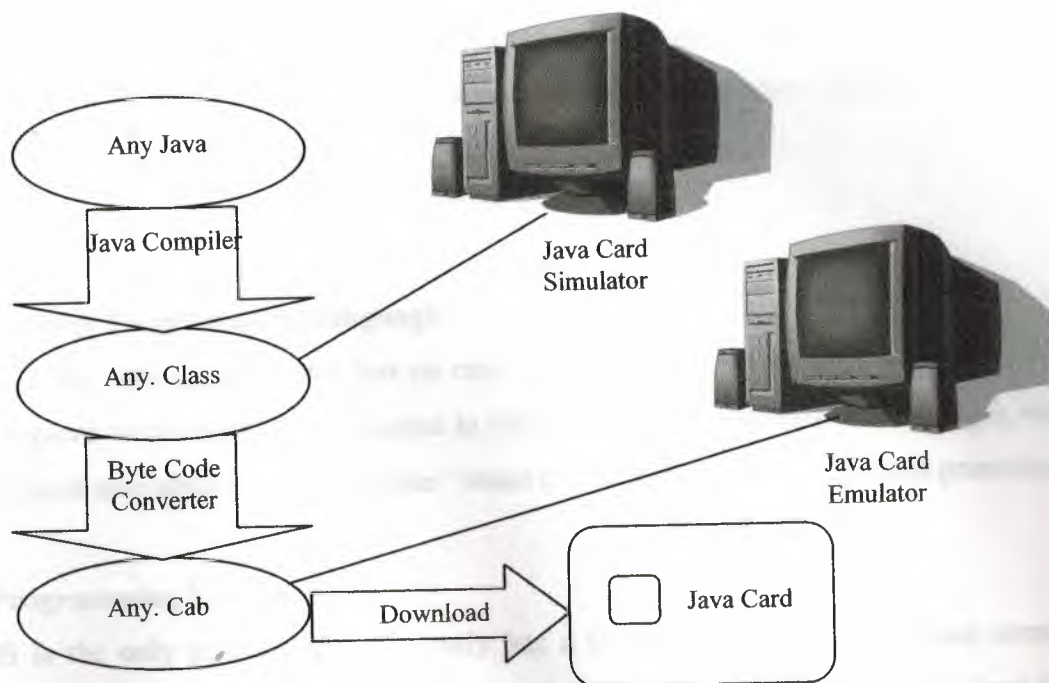 Any Java
Java Compiler
Java Card
Simulator
Any. Class
Byte Code
Converter
Java Card
Emulator
Any. Cab
Download
Java Card